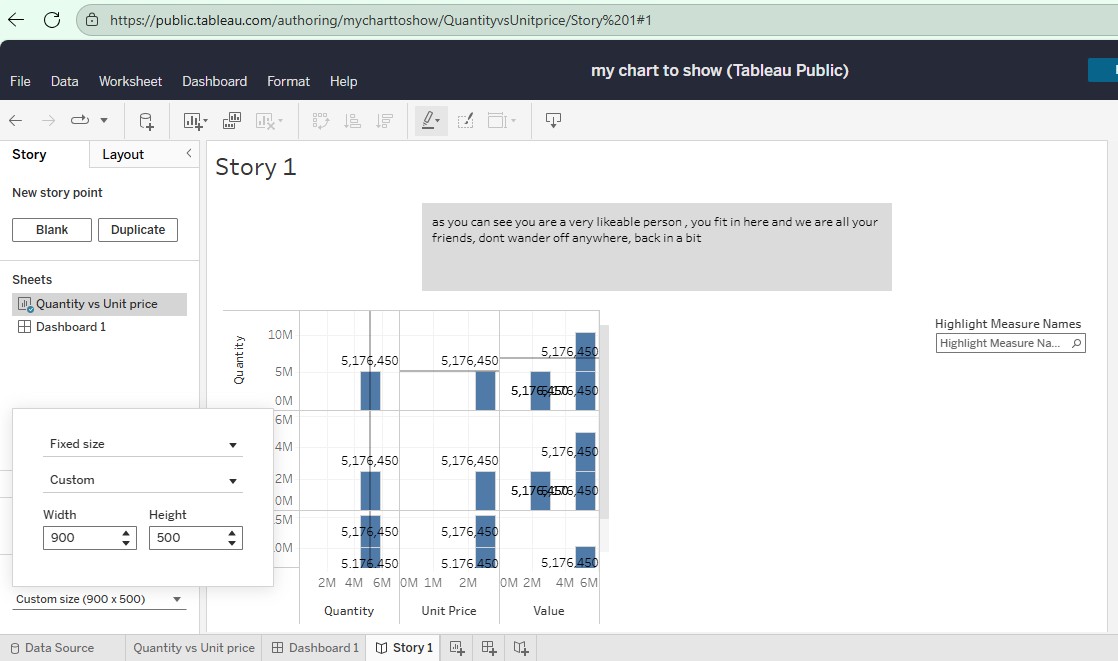 https://public.tableau.com/authoring/mycharttoshow/QuantityvsUnitprice/Story%201#1
File Data Worksheet Dashboard Format Help
my chart to show (Tableau Public)
Story Layout
New story point
Blank Duplicate
Sheets
Quantity vs Unit price
Dashboard 1
Fixed size
Custom
Width Height
900 500
Custom size (900 x 500)
Story 1
as you can see you are a very likeable person , you fit in here and we are all your
friends, dont wander off anywhere, back in a bit
Highlight Measure Names
Highlight Measure Na...
Quantity
10M
5M
0M
6M
4M
2M
0M
5M
0M
5,176,450 5,176,450 5,176,450
5,176,450
5,176,450 5,176,450 5,176,450
5,176,450
5,176,450 5,176,450
5,176,450 5,176,450 5,176,450
2M 4M 6M 0M 1M 2M 0M 2M 4M 6M
Quantity Unit Price Value
Data Source Quantity vs Unit price Dashboard 1 Story 1